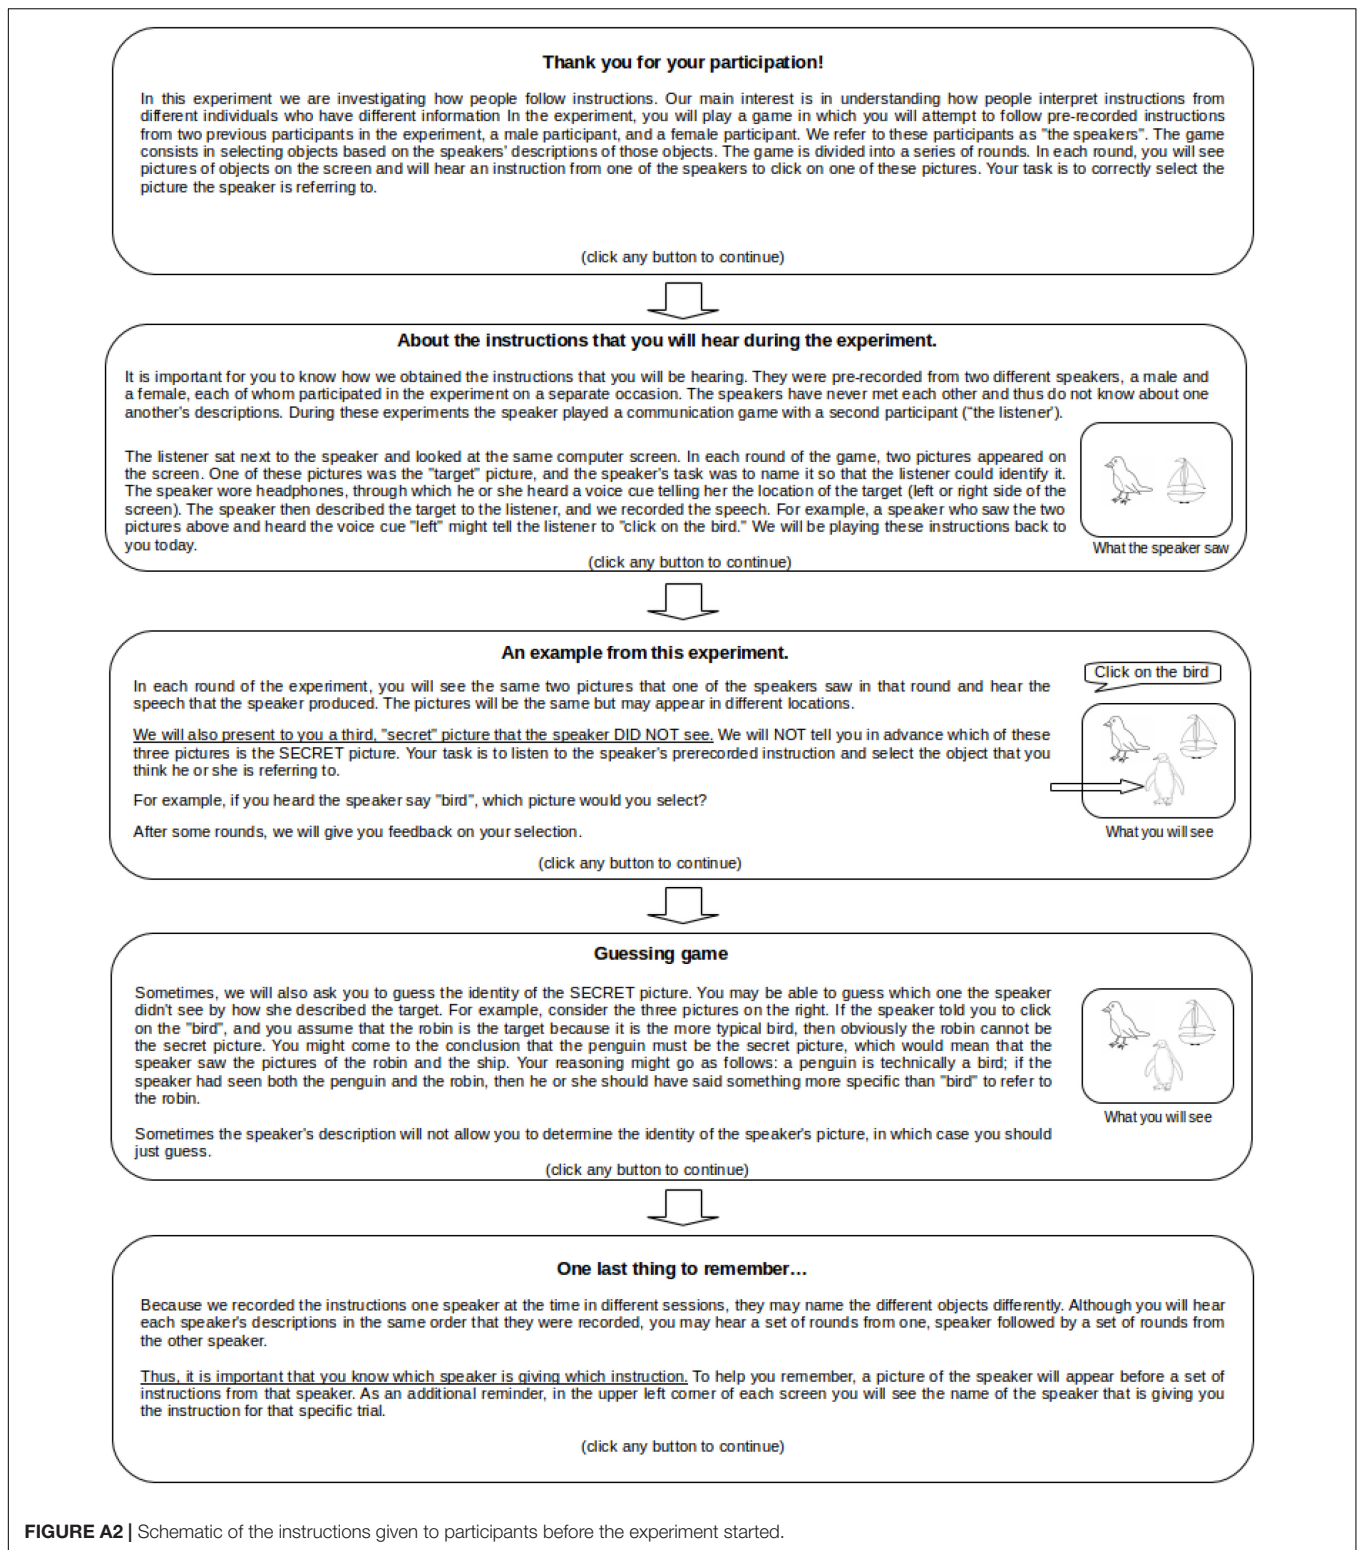 Thank you for your participation!
In this experiment we are investigating how people follow instructions. Our main interest is in understanding how people interpret instructions from
different individuals who have different information In the experiment, you will play a game in which you will attempt to follow pre-recorded instructions
from two previous participants in the experiment, a male participant, and a female participant. We refer to these participants as "the speakers". The game
consists in selecting objects based on the speakers' descriptions of those objects. The game is divided into a series of rounds. In each round, you will see
pictures of objects on the screen and will hear an instruction from one of the speakers to click on one of these pictures. Your task is to correctly select the
picture the speaker is referring to.
(click any button to continue)
About the instructions that you will hear during the experiment.
It is important for you to know how we obtained the instructions that you will be hearing. They were pre-recorded from two different speakers, a male and
a female, each of whom participated in the experiment on a separate occasion. The speakers have never met each other and thus do not know about one
another's descriptions. During these experiments the speaker played a communication game with a second participant ("the listener').
The listener sat next to the speaker and looked at the same computer screen. In each round of the game, two pictures appeared on
the screen. One of these pictures was the "target" picture, and the speaker's task was to name it so that the listener could identify it.
The speaker wore headphones, through which he or she heard a voice cue telling her the location of the target (left or right side of the
screen). The speaker then described the target to the listener, and we recorded the speech. For example, a speaker who saw the two
pictures above and heard the voice cue "left" might tell the listener to "click on the bird." We will be playing these instructions back to
you today.
What the speaker saw
(click any button to continue)
An example from this experiment.
In each round of the experiment, you will see the same two pictures that one of the speakers saw in that round and hear the
speech that the speaker produced. The pictures will be the same but may appear in different locations.
We will also present to you a third, "secret" picture that the speaker DID NOT see. We will NOT tell you in advance which of these
three pictures is the SECRET picture. Your task is to listen to the speaker's prerecorded instruction and select the object that you
think he or she is referring to.
For example, if you heard the speaker say "bird", which picture would you select?
After some rounds, we will give you feedback on your selection.
Click on the bird
What you will see
(click any button to continue)
Guessing game
Sometimes, we will also ask you to guess the identity of the SECRET picture. You may be able to guess which one the speaker
didn't see by how she described the target. For example, consider the three pictures on the right. If the speaker told you to click
on the "bird", and you assume that the robin is the target because it is the more typical bird, then obviously the robin cannot be
the secret picture. You might come to the conclusion that the penguin must be the secret picture, which would mean that the
speaker saw the pictures of the robin and the ship. Your reasoning might go as follows: a penguin is technically a bird; if the
speaker had seen both the penguin and the robin, then he or she should have said something more specific than "bird" to refer to
the robin.
What you will see
Sometimes the speaker's description will not allow you to determine the identity of the speaker's picture, in which case you should
just guess.
(click any button to continue)
One last thing to remember...
Because we recorded the instructions one speaker at the time in different sessions, they may name the different objects differently. Although you will hear
each speaker's descriptions in the same order that they were recorded, you may hear a set of rounds from one, speaker followed by a set of rounds from
the other speaker.
Thus, it is important that you know which speaker is giving which instruction. To help you remember, a picture of the speaker will appear before a set of
instructions from that speaker. As an additional reminder, in the upper left corner of each screen you will see the name of the speaker that is giving you
the instruction for that specific trial.
(click any button to continue)
FIGURE A2 | Schematic of the instructions given to participants before the experiment started.